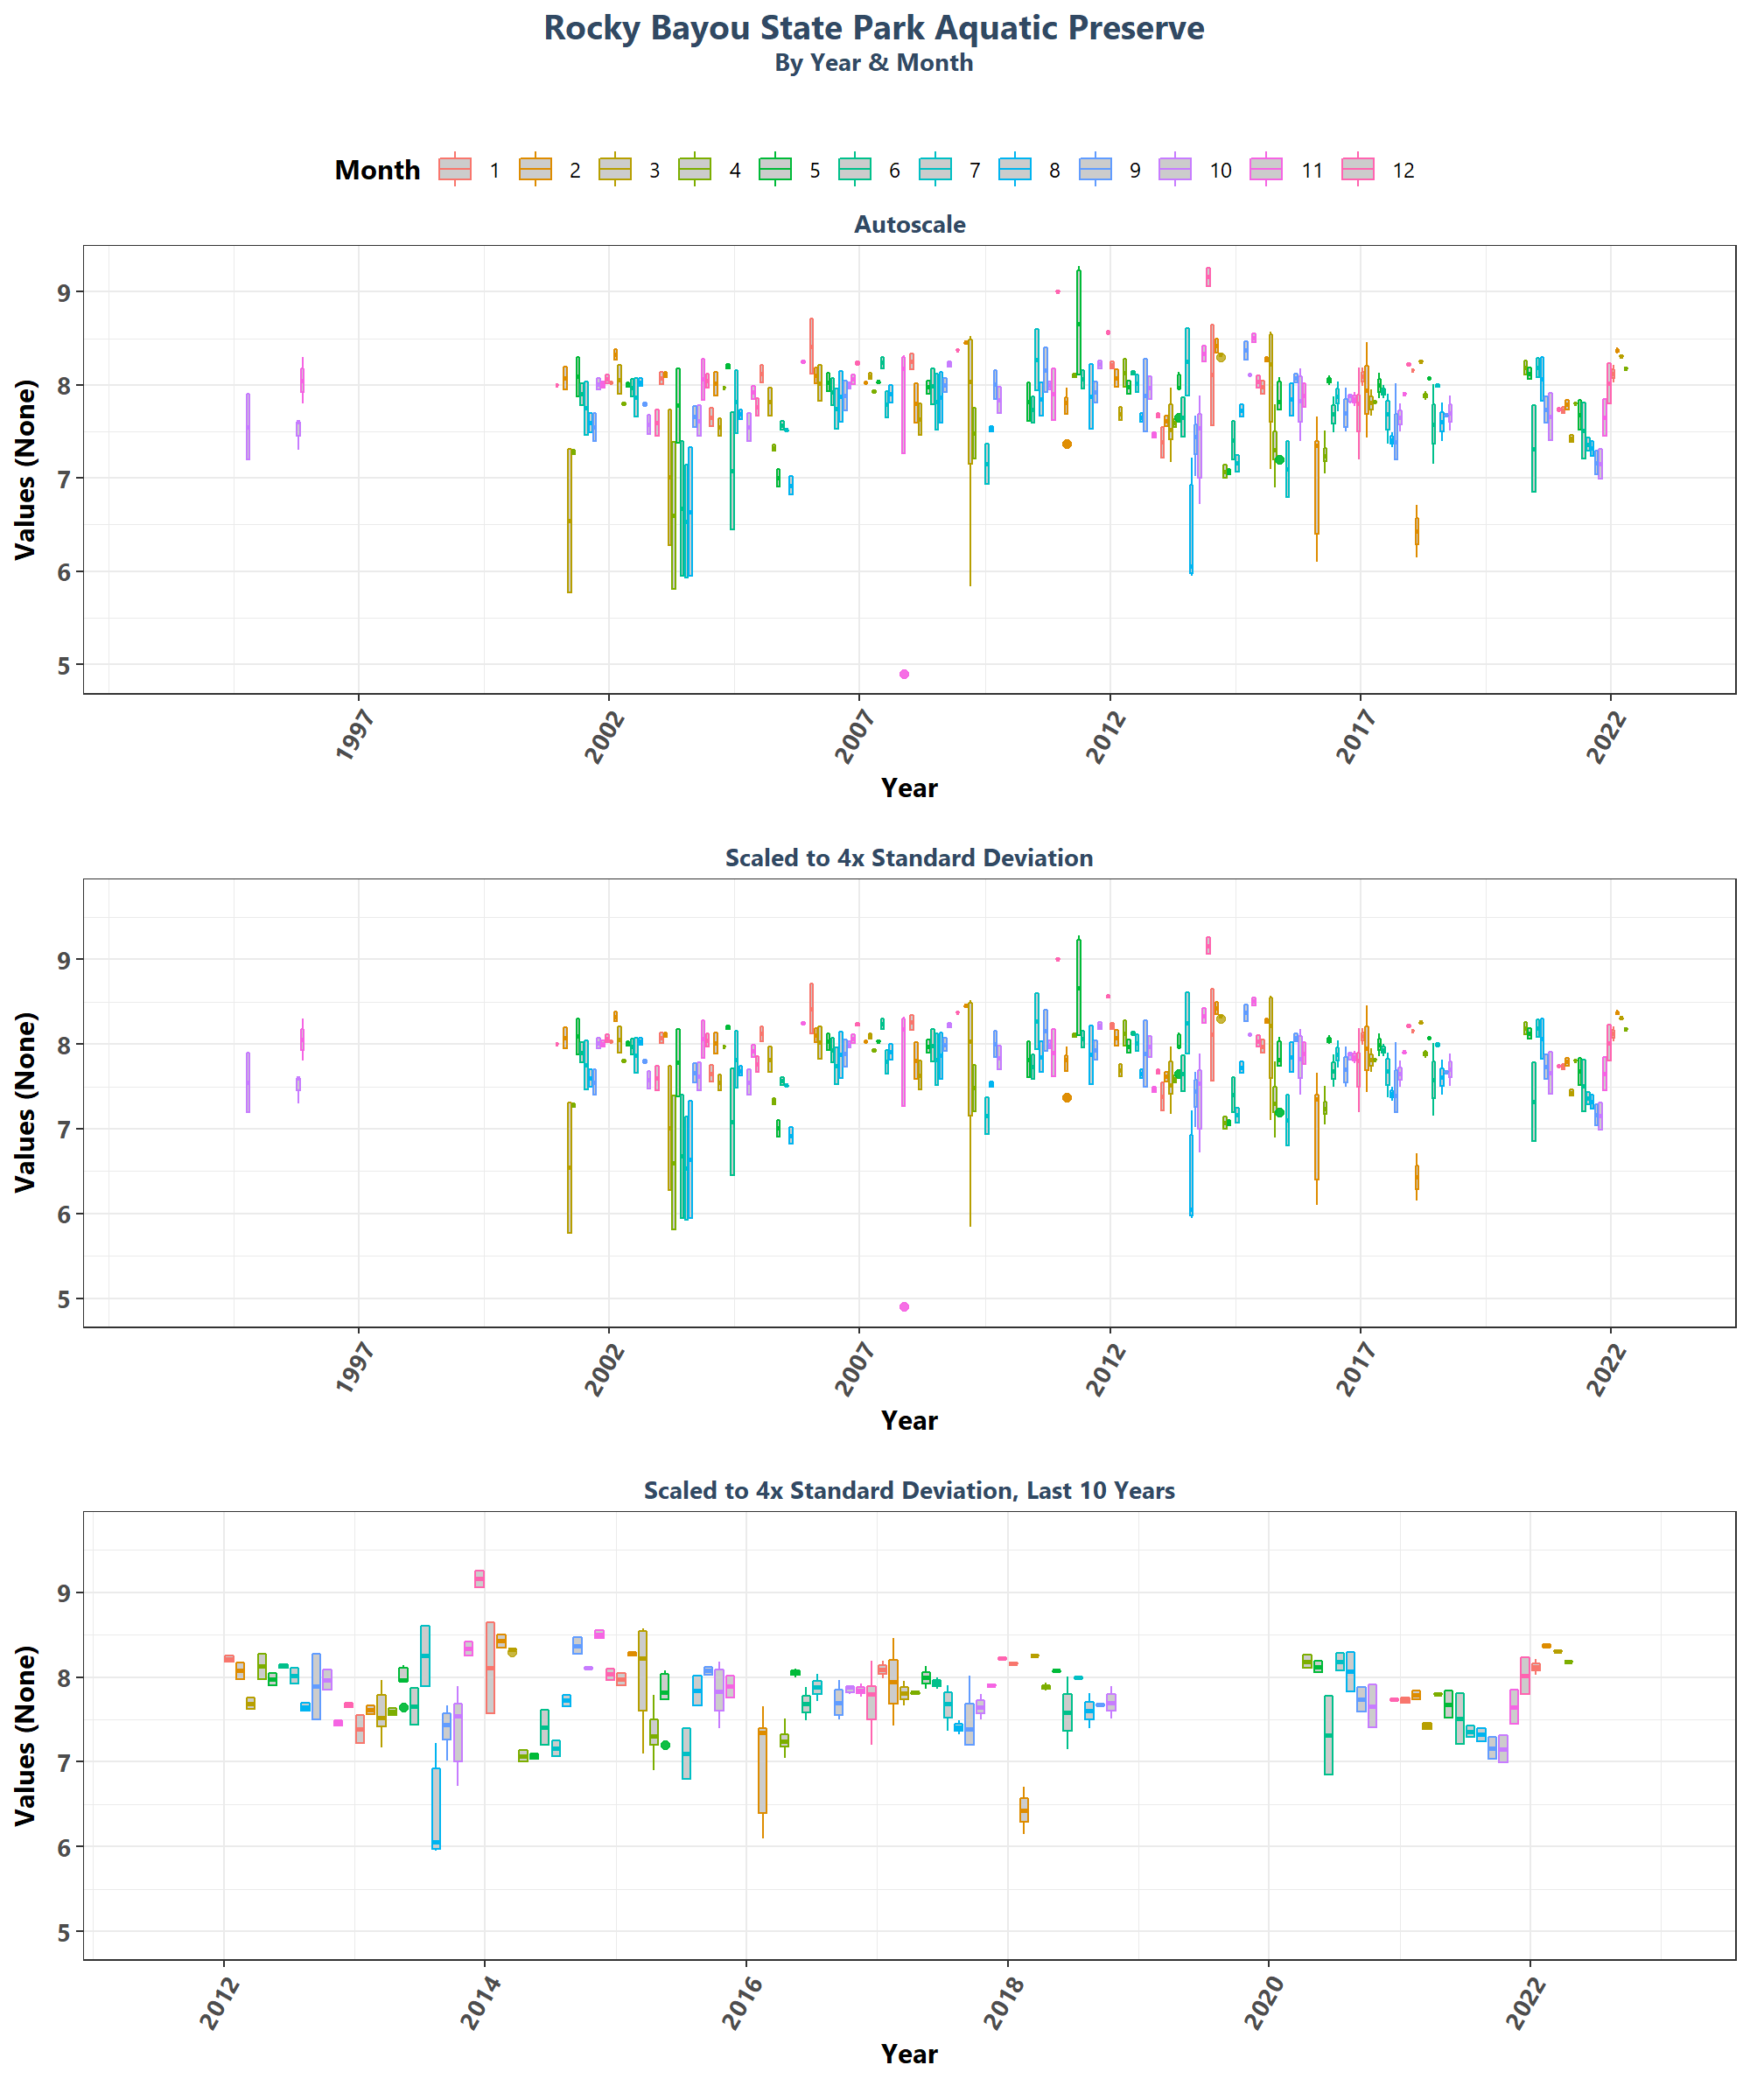 Rocky Bayou State Park Aquatic Preserve
By Year & Month
Month 1 2 3 4 5 6 7 8 9 10 11 12
Autoscale
Values (None)
9
8
7
6
5
1997 2002 2007 2012 2017 2022
Year
Scaled to 4x Standard Deviation
Values (None)
9
8
7
6
5
1997 2002 2007 2012 2017 2022
Year
Scaled to 4x Standard Deviation, Last 10 Years
Values (None)
9
8
7
6
5
2012 2014 2016 2018 2020 2022
Year